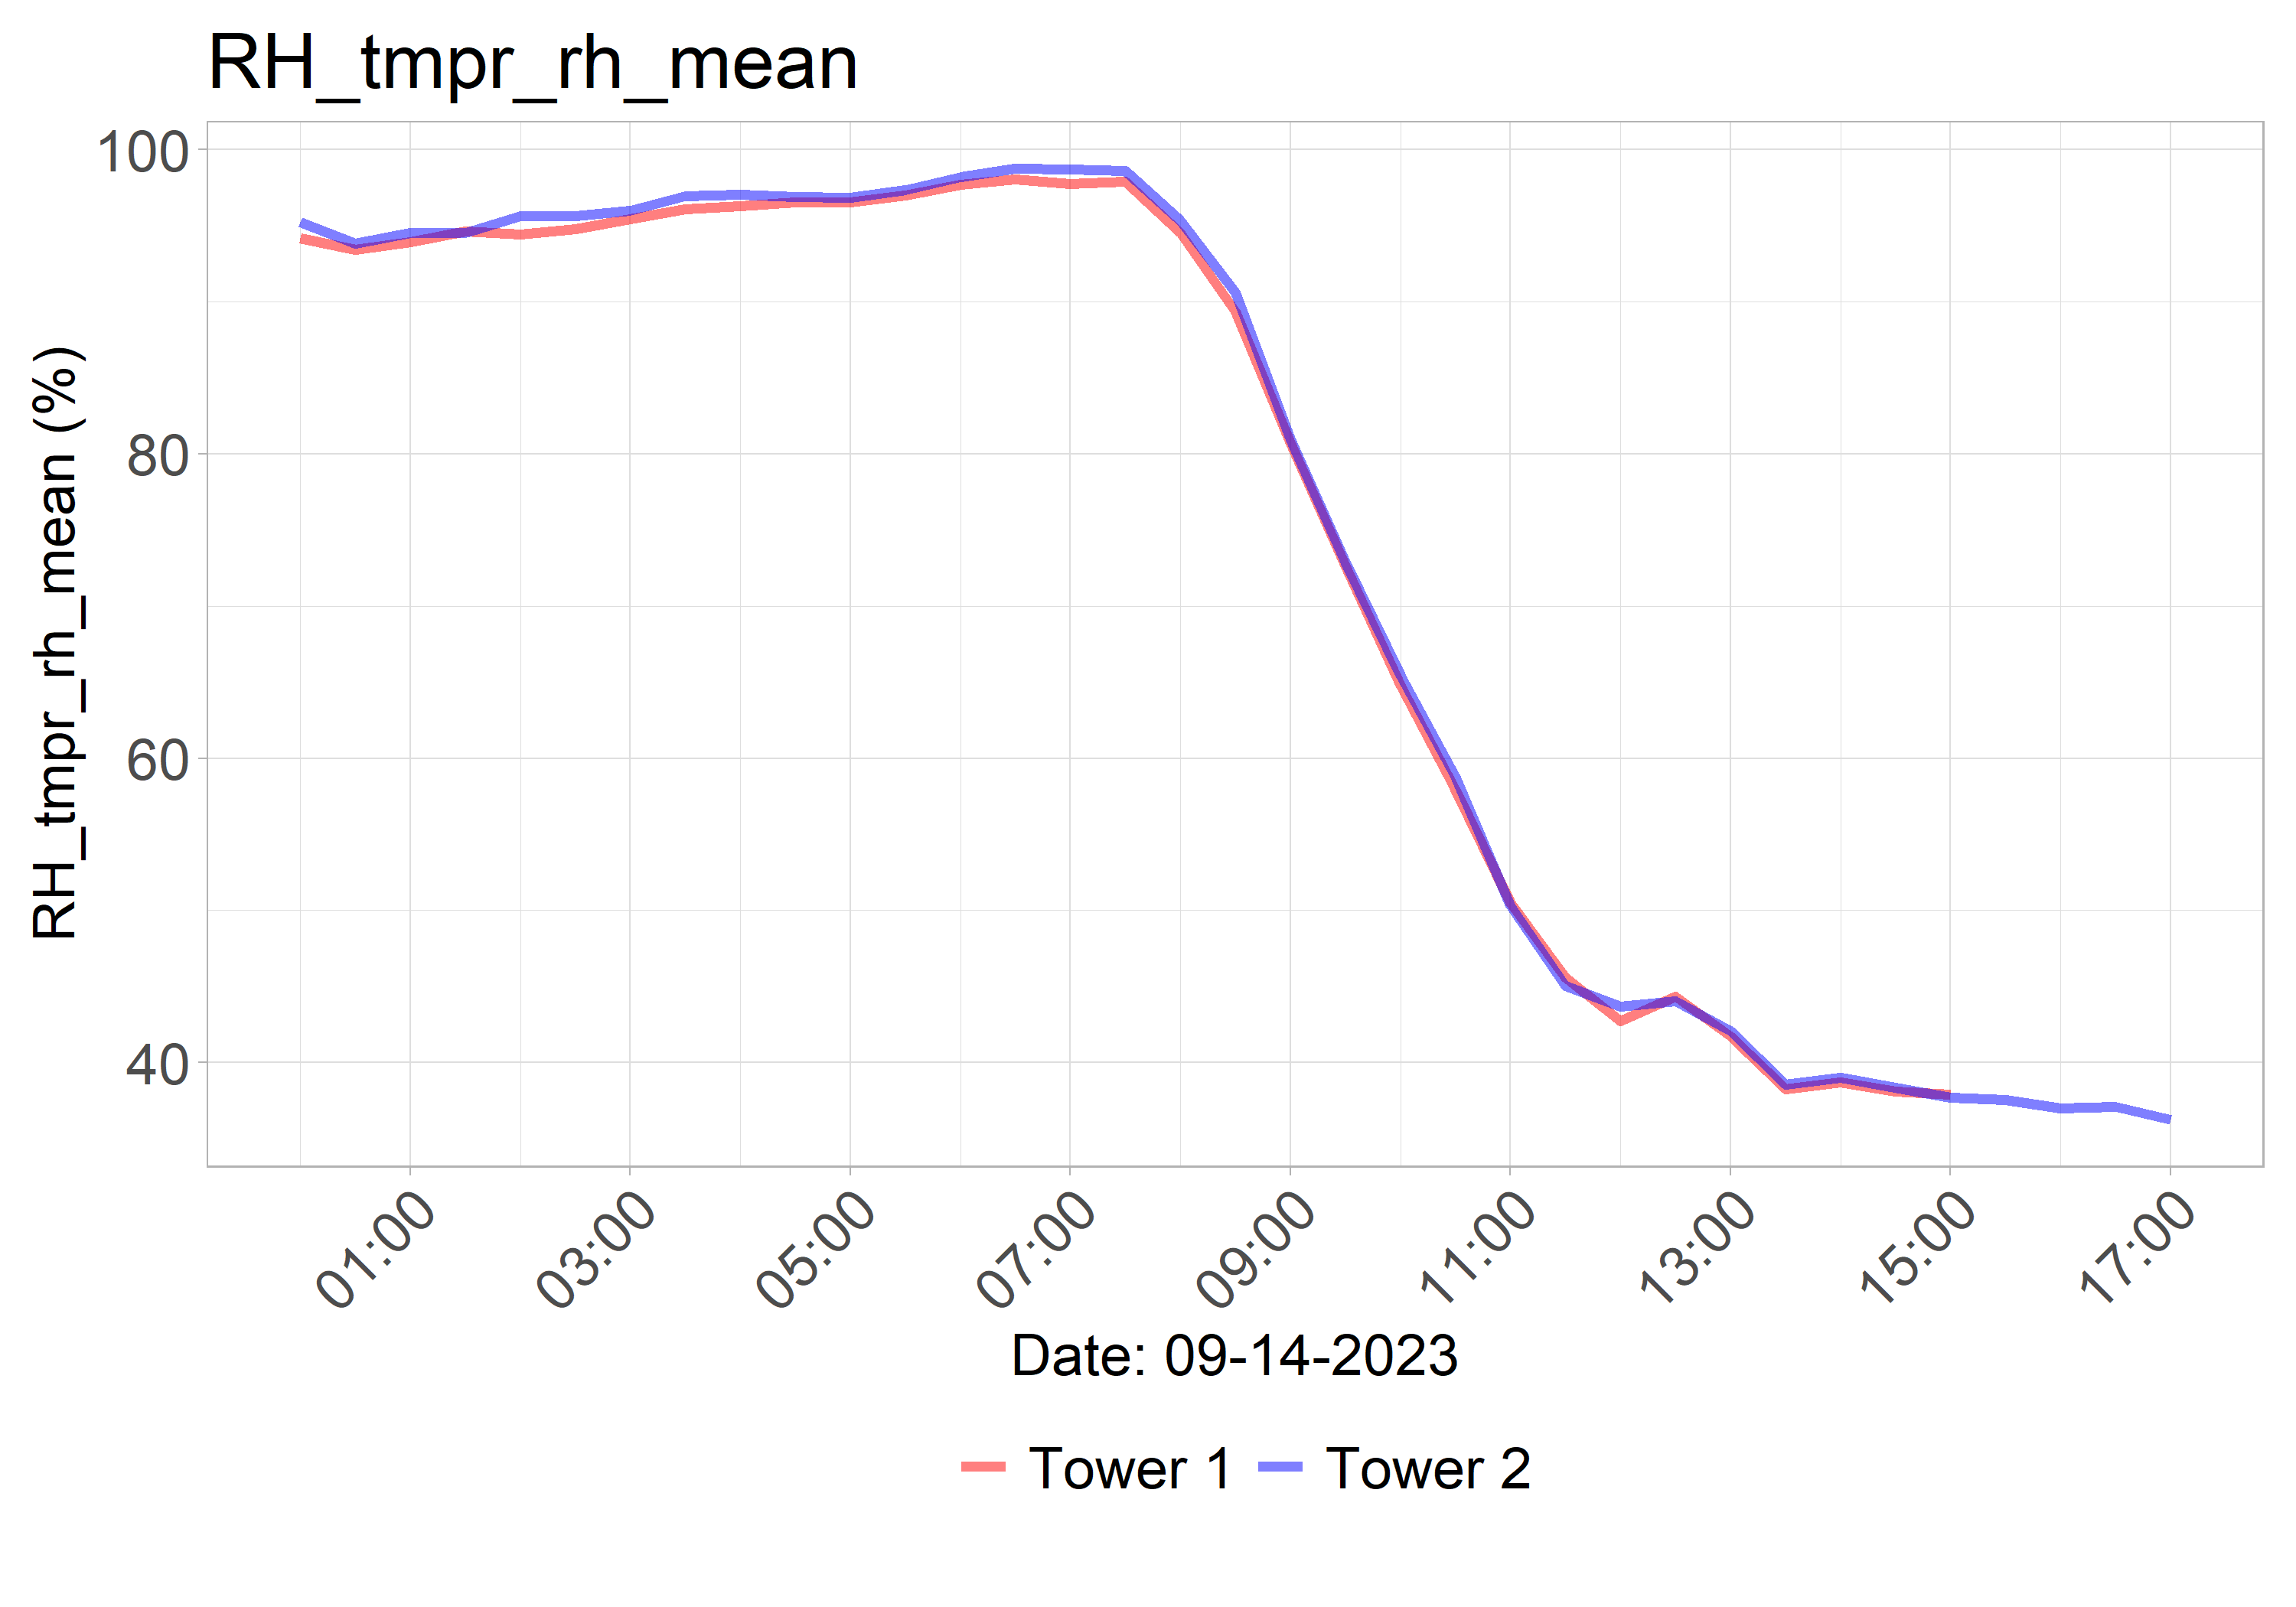 RH_tmpr_rh_mean
RH_tmpr_rh_mean (%)
100
80
60
40
01:00 03:00 05:00 07:00 09:00 11:00 13:00 15:00 17:00
Date: 09-14-2023
Tower 1 Tower 2